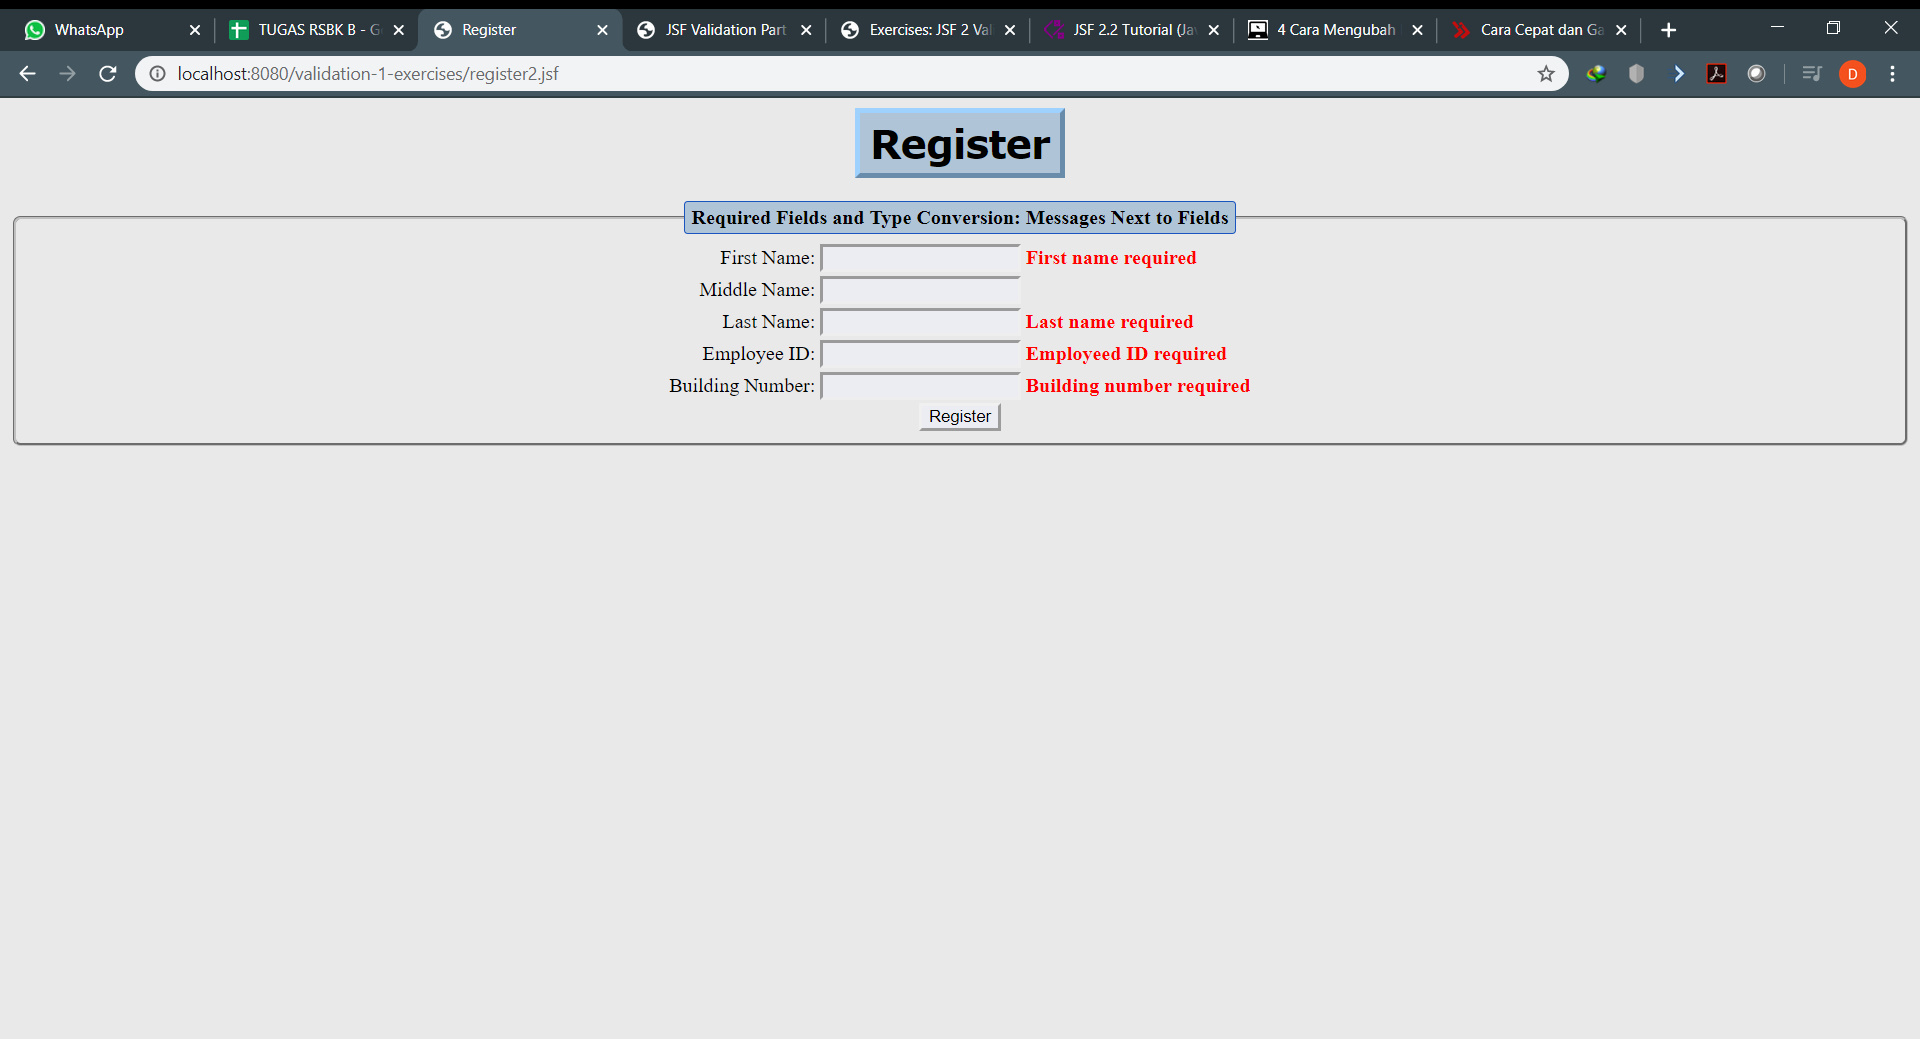 WhatsApp
TUGAS RSBK B - G
Register
JSF Validation Part
Exercises: JSF 2 Val
JSF 2.2 Tutorial (Jav
4 Cara Mengubah
Cara Cepat dan Ga
localhost:8080/validation-1-exercises/register2.jsf
D
Register
Required Fields and Type Conversion: Messages Next to Fields
First Name: First name required
Middle Name:
Last Name: Last name required
Employee ID: Employeed ID required
Building Number: Building number required
Register